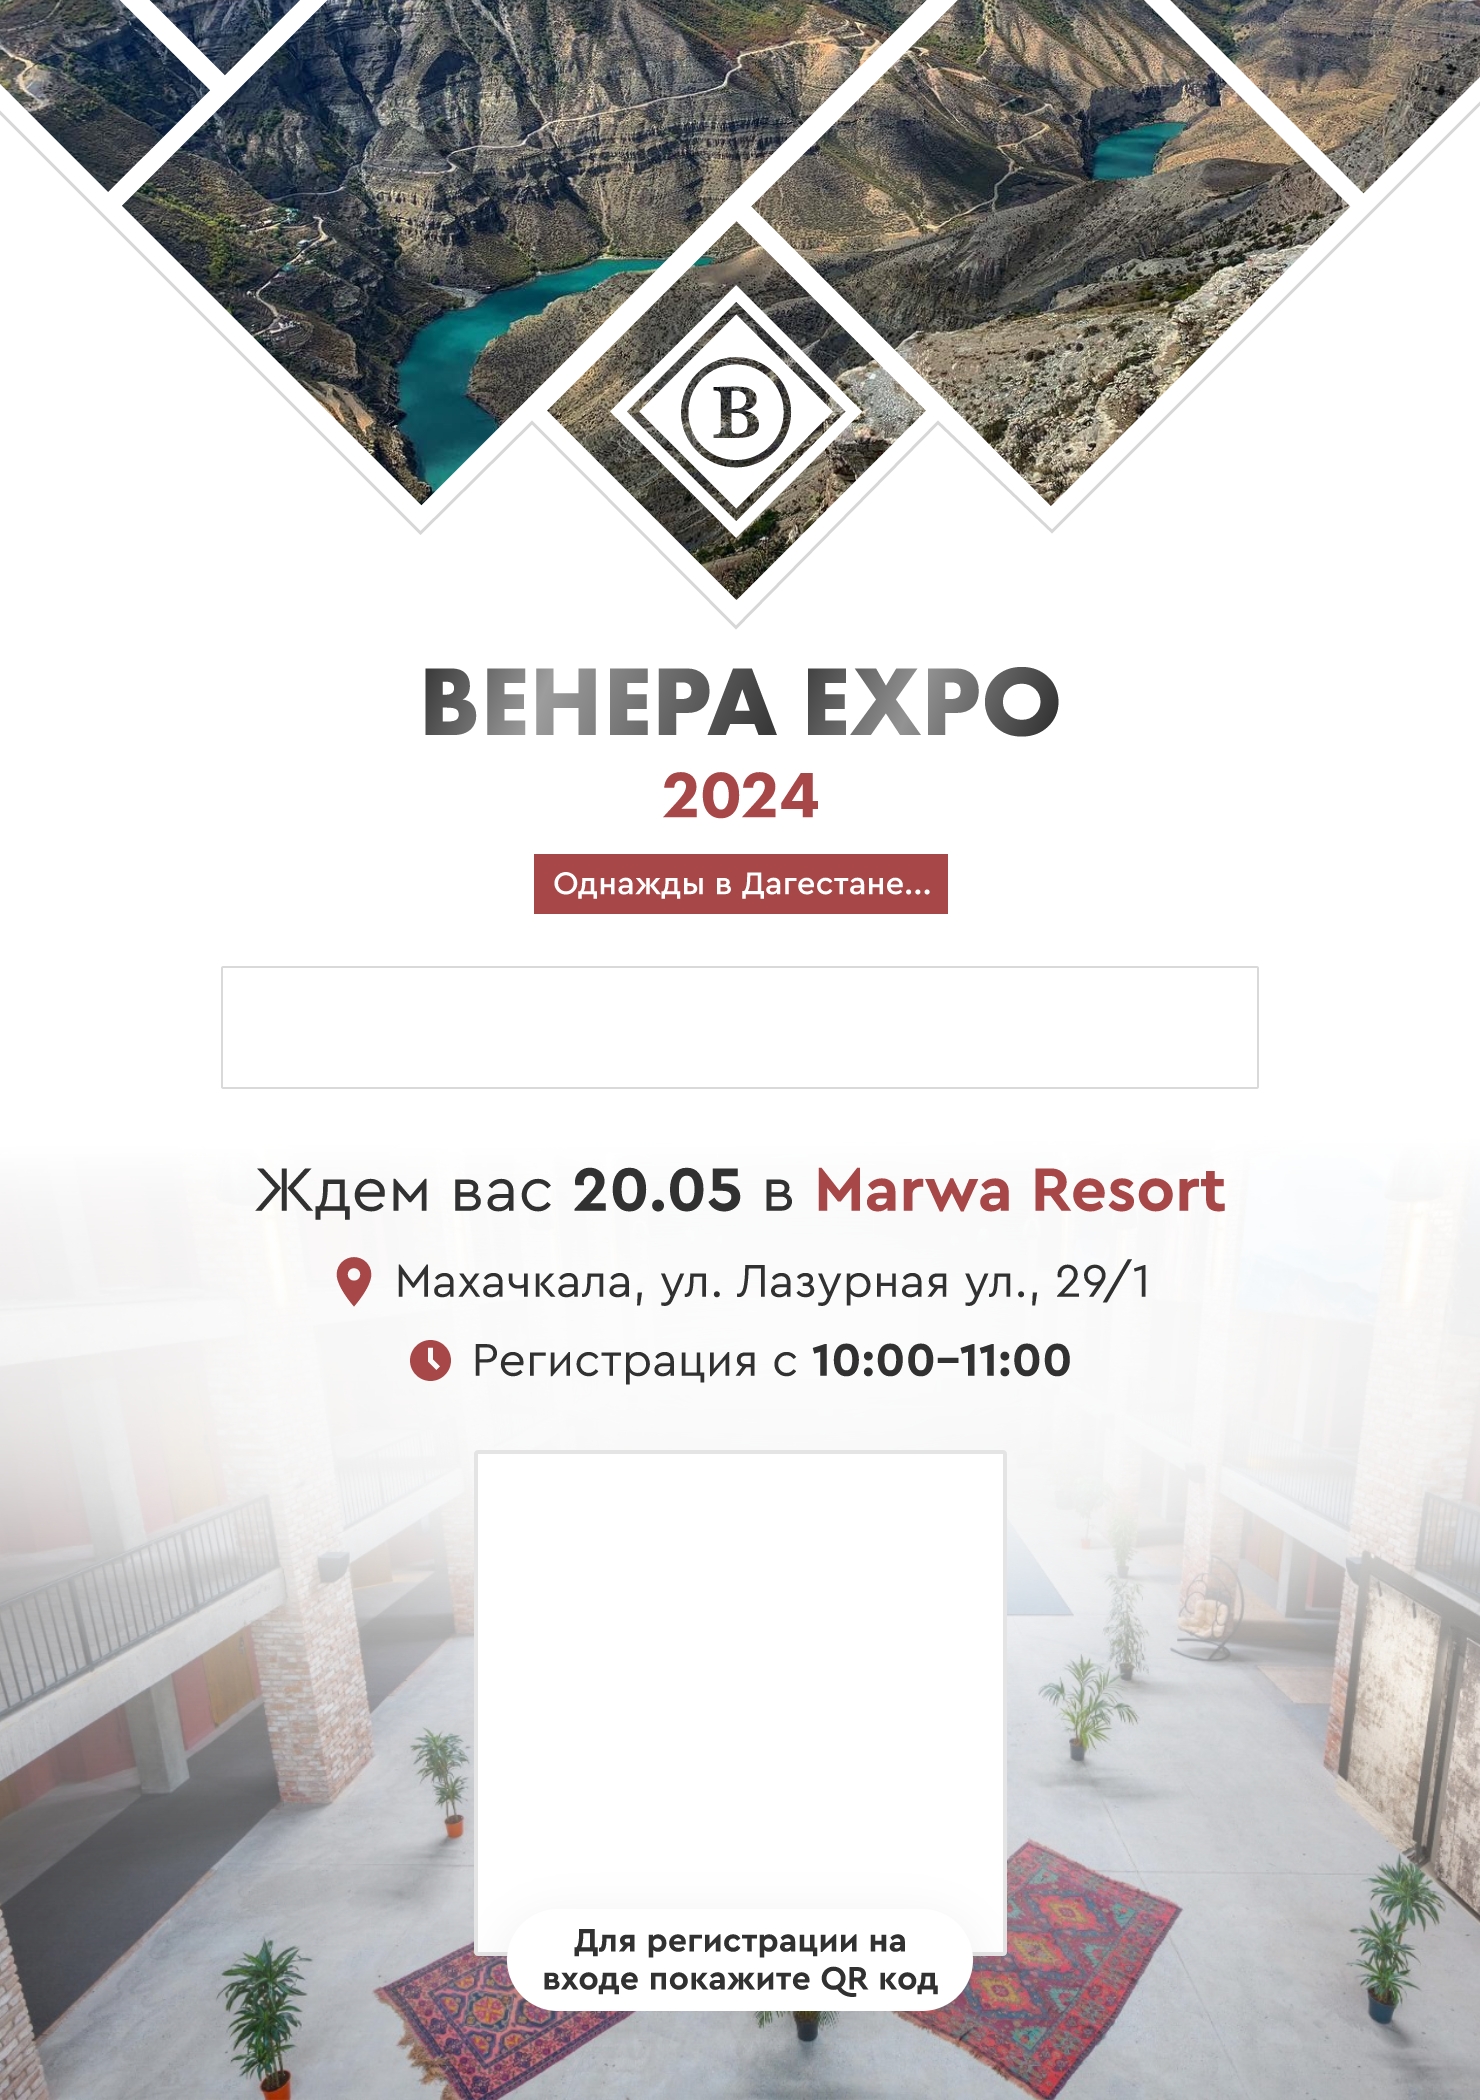 В
ВЕНЕРА EXPO
2024
Однажды в Дагестане...
Ждем вас 20.05 в Marwa Resort
Махачкала, ул. Лазурная ул., 29/1
Регистрация с 10:00–11:00
Для регистрации на
входе покажите QR код